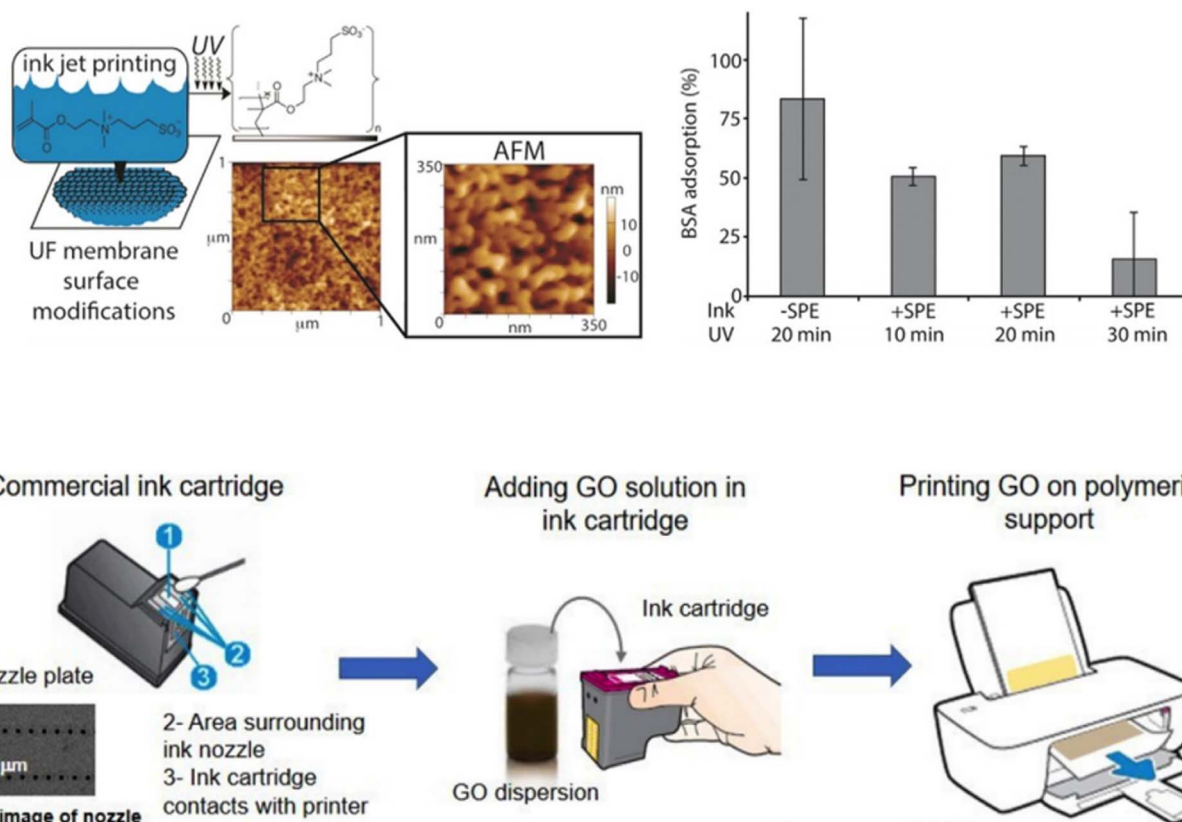 ink jet printing
UV
SO₃⁻
x
O
O
N⁺
n
O
O
N⁺
SO₃⁻
UF membrane
surface
modifications
1
μm
0
μm
1
AFM
350
nm
0
nm
350
nm
10
0
-10
BSA adsorption (%)
100
75
50
25
0
Ink -SPE +SPE +SPE +SPE
UV 20 min 10 min 20 min 30 min
Commercial ink cartridge
1
2
3
zzle plate
μm
image of nozzle
2- Area surrounding
ink nozzle
3- Ink cartridge
contacts with printer
Adding GO solution in
ink cartridge
Ink cartridge
GO dispersion
Printing GO on polymeri
support